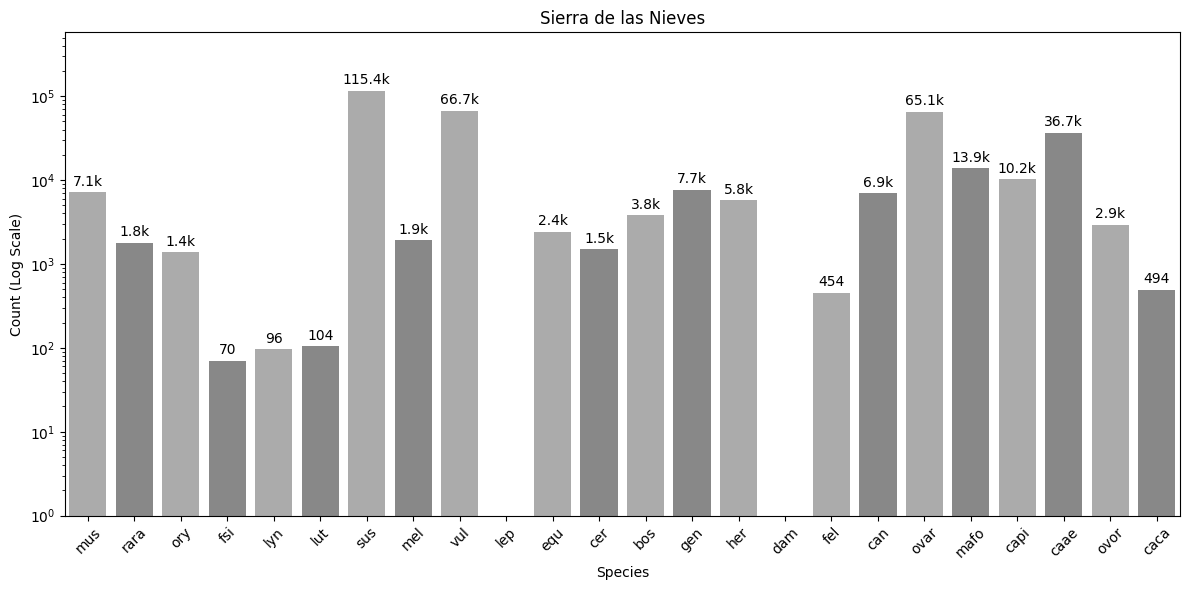 Sierra de las Nieves
Count (Log Scale)
10^5
10^4
10^3
10^2
10^1
10^0
7.1k
1.8k
1.4k
70
96
104
115.4k
1.9k
66.7k
2.4k
1.5k
3.8k
7.7k
5.8k
454
6.9k
65.1k
13.9k
10.2k
36.7k
2.9k
494
mus rara ory fsi lyn lut sus mel vul lep equ cer bos gen her dam fel can ovar mafo capi caae ovor caca
Species